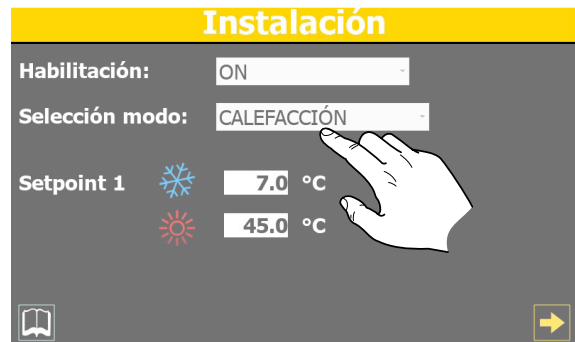 Instalación
Habilitación: ON
Selección modo: CALEFACCIÓN
Setpoint 1 7.0 °C
45.0 °C